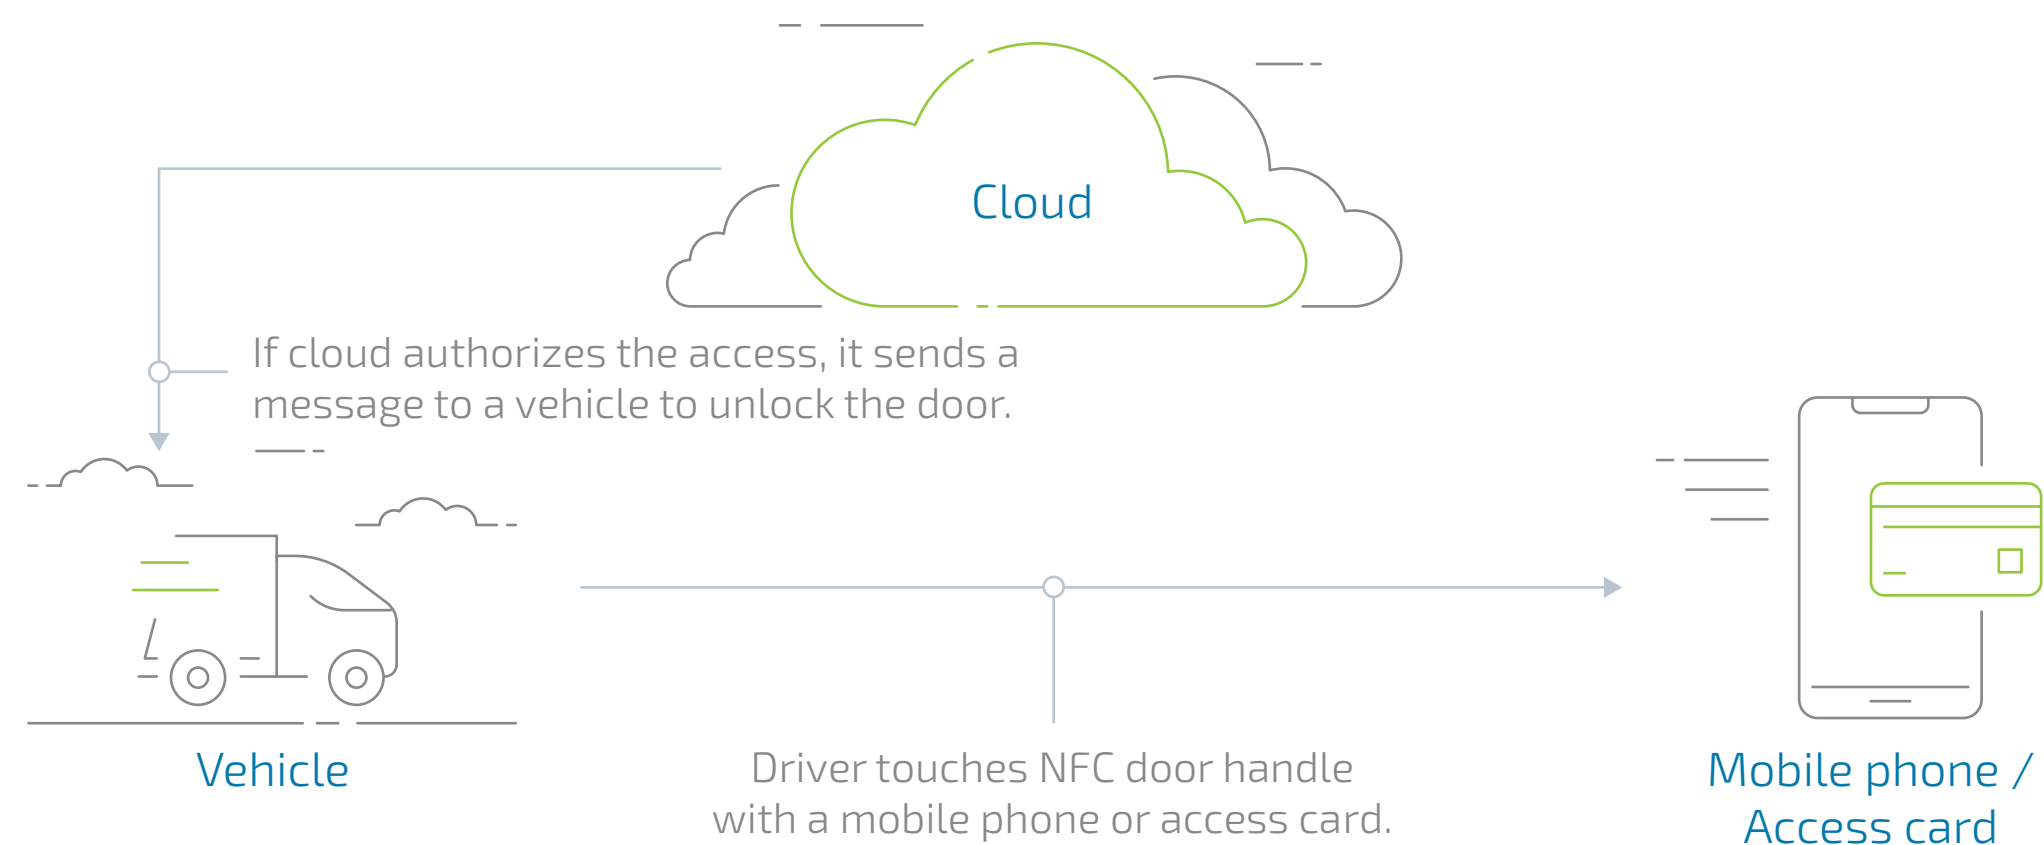 Cloud
If cloud authorizes the access, it sends a
message to a vehicle to unlock the door.
Vehicle
Driver touches NFC door handle
with a mobile phone or access card.
Mobile phone /
Access card